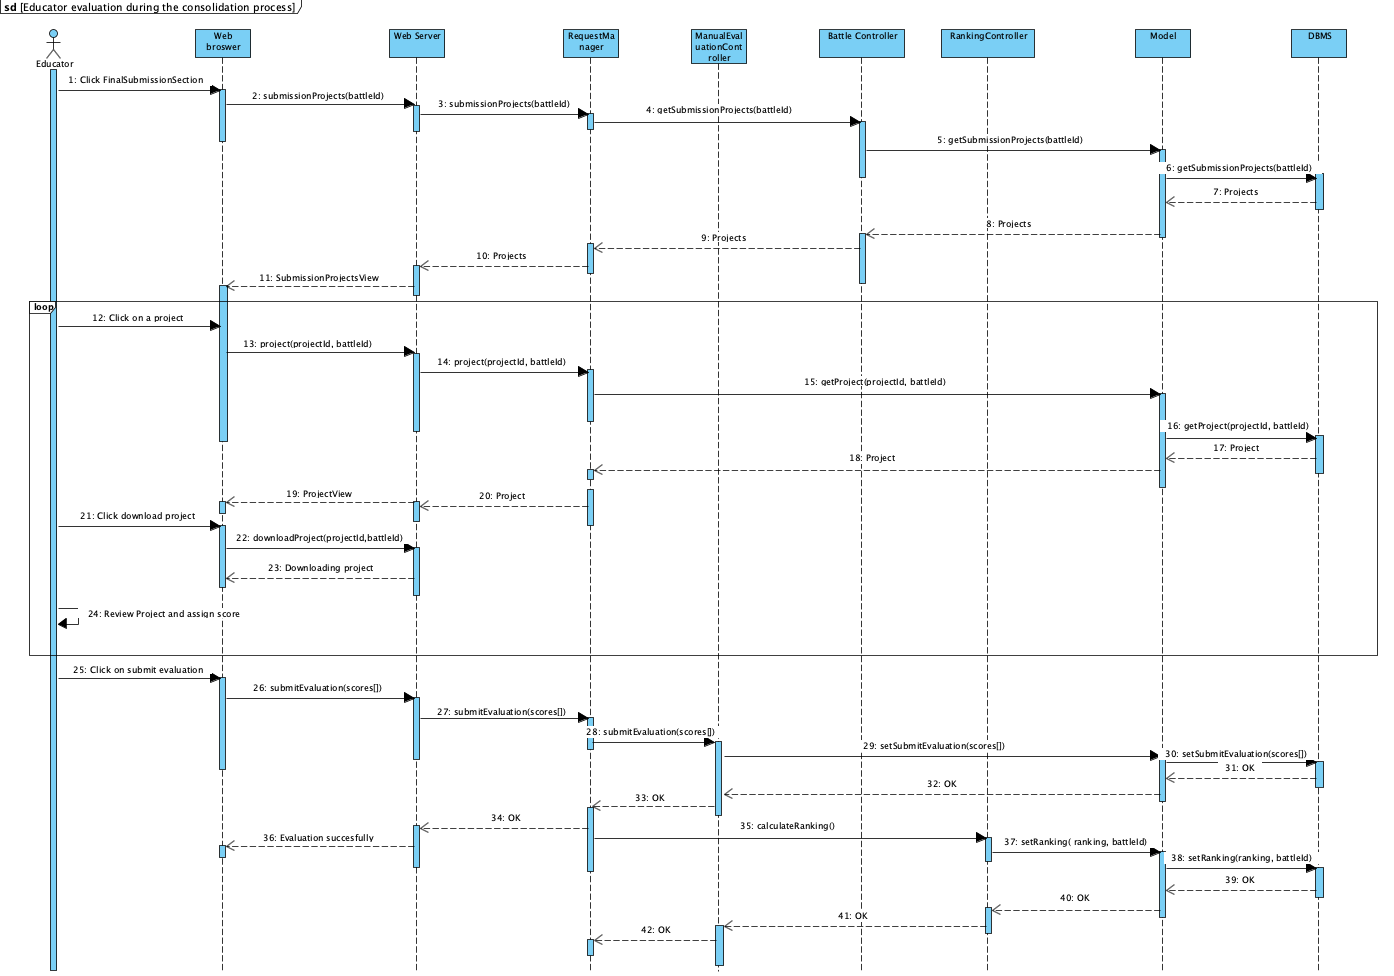 sd [Educator evaluation during the consolidation process]
Educator
Web
broswer
Web Server
RequestMa
nager
ManualEval
uationCont
roller
Battle Controller
RankingController
Model
DBMS
1: Click FinalSubmissionSection
2: submissionProjects(battleId)
3: submissionProjects(battleId)
4: getSubmissionProjects(battleId)
5: getSubmissionProjects(battleId)
6: getSubmissionProjects(battleId)
7: Projects
8: Projects
9: Projects
10: Projects
11: SubmissionProjectsView
loop
12: Click on a project
13: project(projectId, battleId)
14: project(projectId, battleId)
15: getProject(projectId, battleId)
16: getProject(projectId, battleId)
17: Project
18: Project
19: ProjectView
20: Project
21: Click download project
22: downloadProject(projectId,battleId)
23: Downloading project
24: Review Project and assign score
25: Click on submit evaluation
26: submitEvaluation(scores[])
27: submitEvaluation(scores[])
28: submitEvaluation(scores[])
29: setSubmitEvaluation(scores[])
30: setSubmitEvaluation(scores[])
31: OK
32: OK
33: OK
34: OK
35: calculateRanking()
36: Evaluation succesfully
37: setRanking( ranking, battleId)
38: setRanking(ranking, battleId)
39: OK
40: OK
41: OK
42: OK